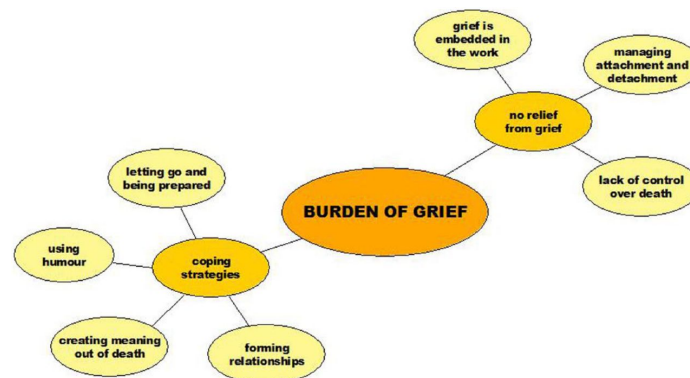 grief is
embedded in
the work
managing
attachment and
detachment
no relief
from grief
lack of control
over death
letting go and
being prepared
BURDEN OF GRIEF
using
humour
coping
strategies
creating meaning
out of death
forming
relationships